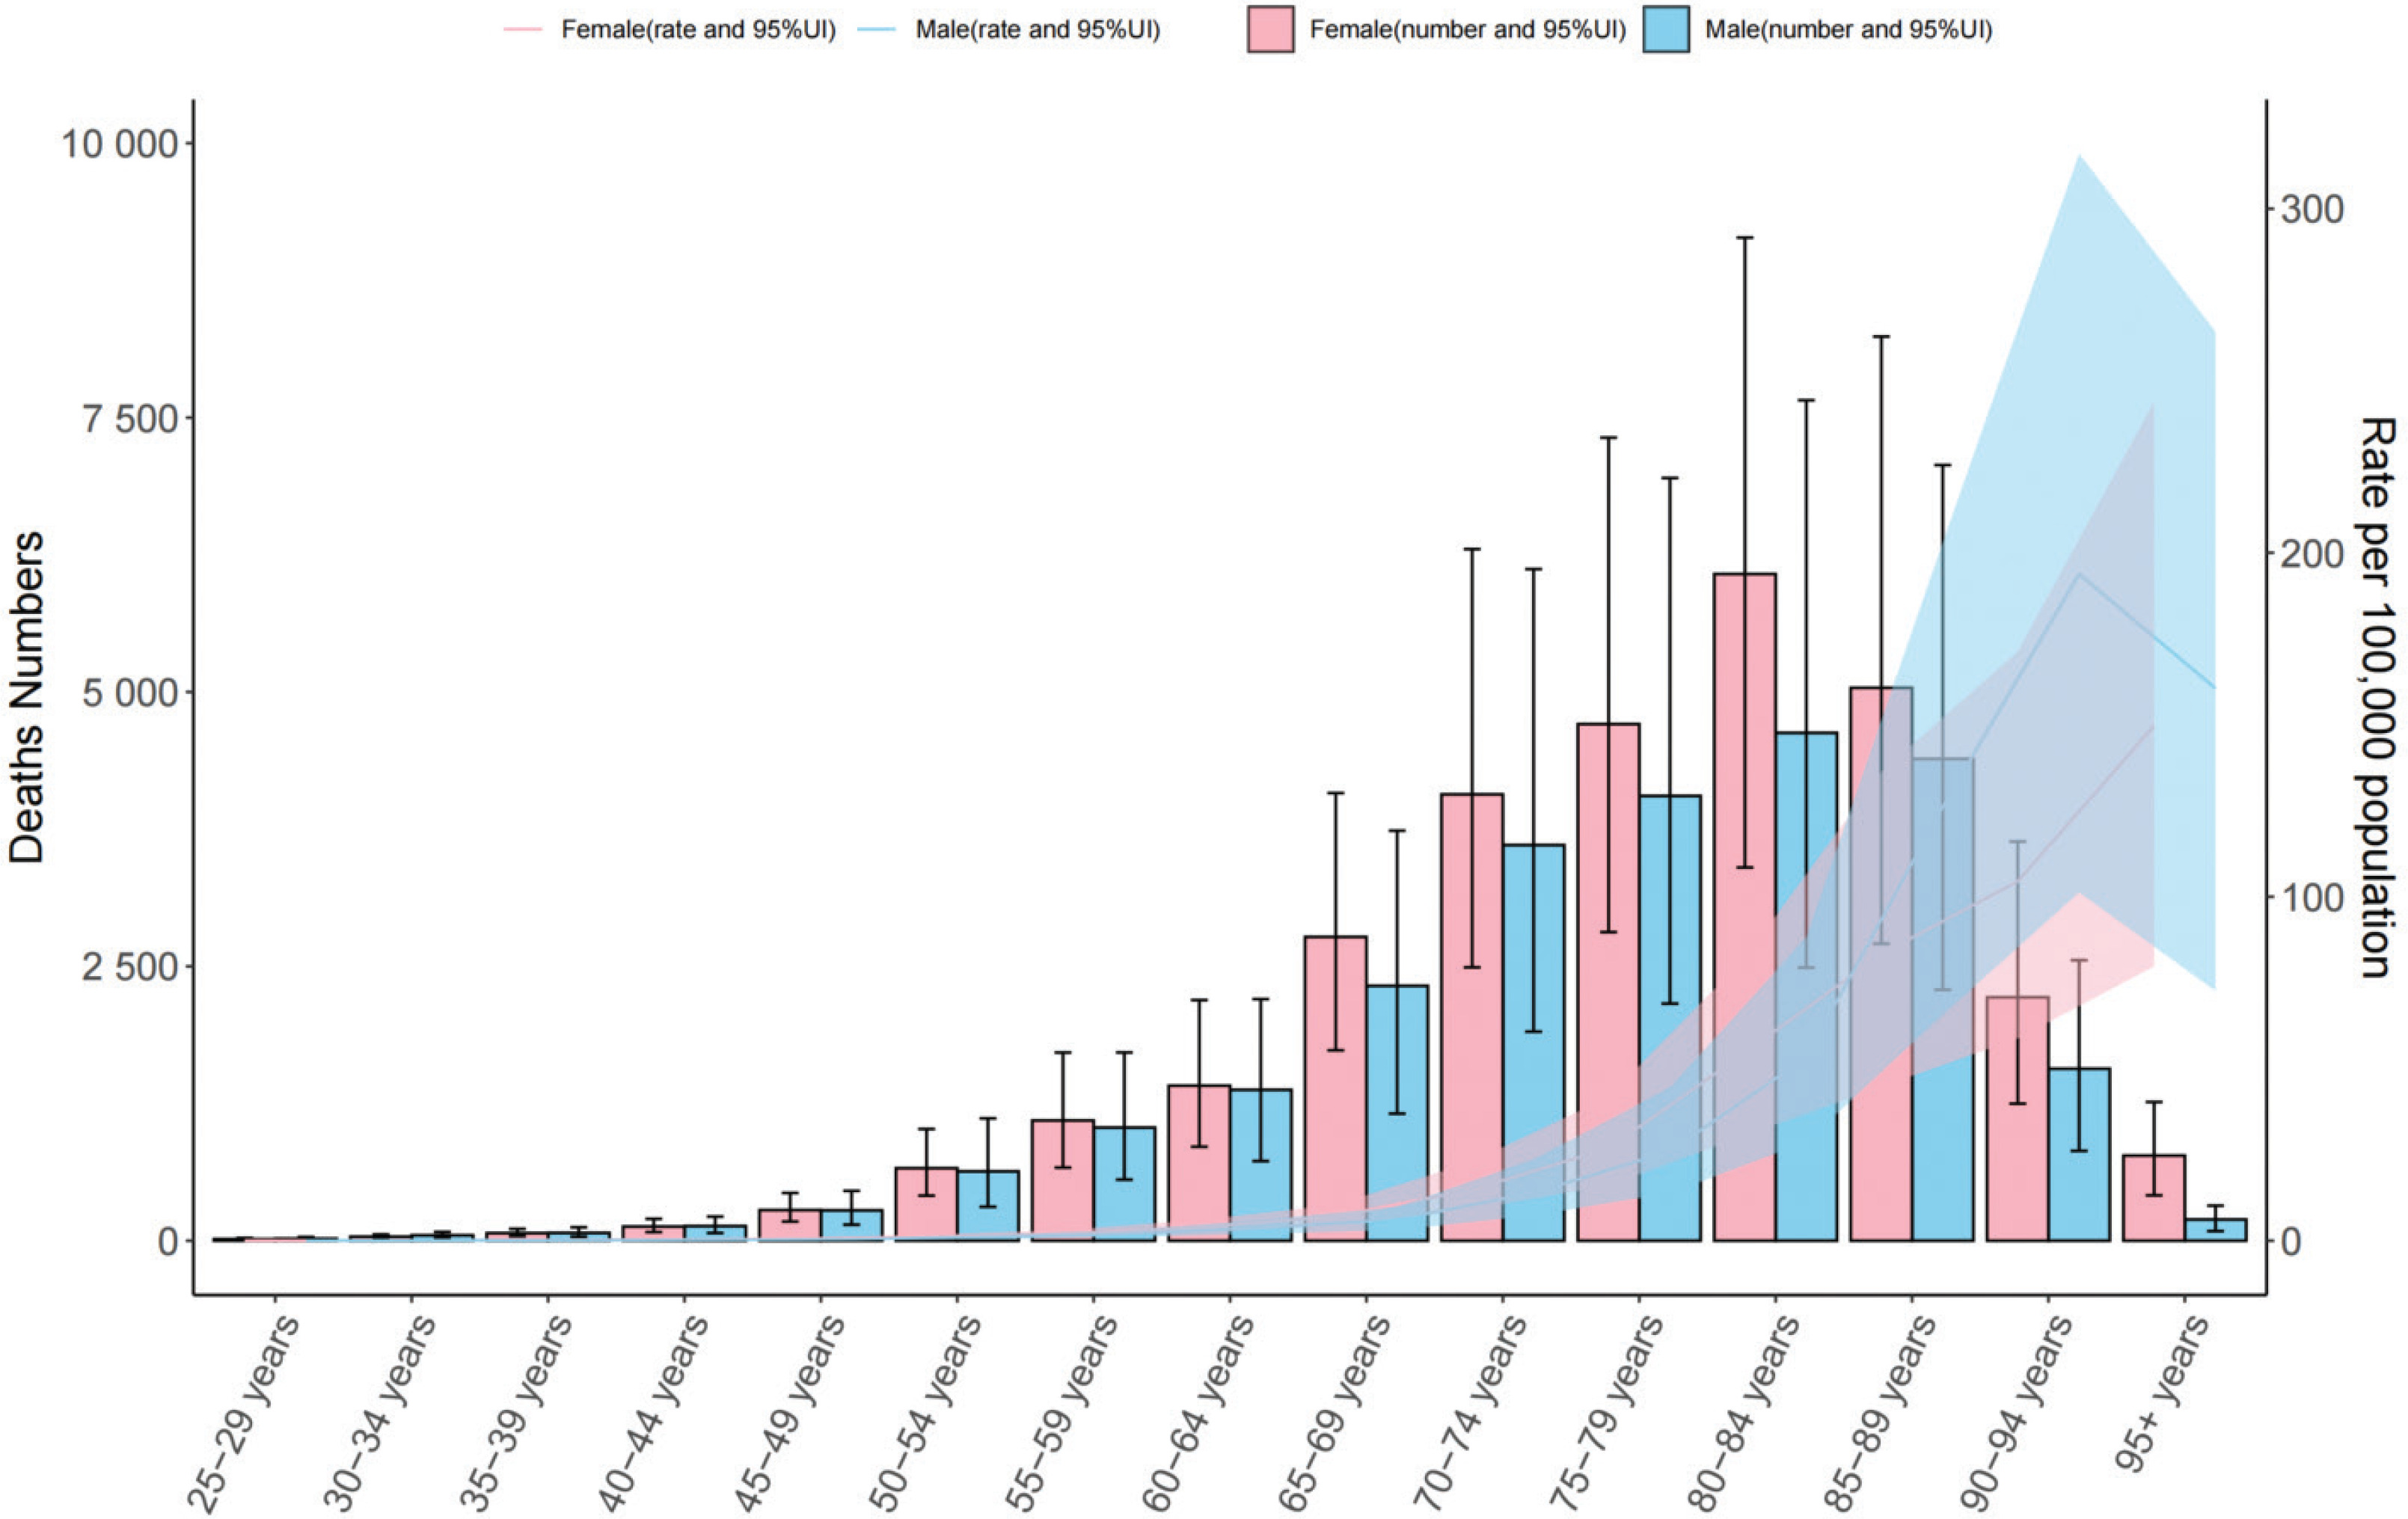 Female(rate and 95%UI) Male(rate and 95%UI) Female(number and 95%UI) Male(number and 95%UI)
Deaths Numbers
10 000
7 500
5 000
2 500
0
300
200
100
0
Rate per 100,000 population
25–29 years
30–34 years
35–39 years
40–44 years
45–49 years
50–54 years
55–59 years
60–64 years
65–69 years
70–74 years
75–79 years
80–84 years
85–89 years
90–94 years
95+ years